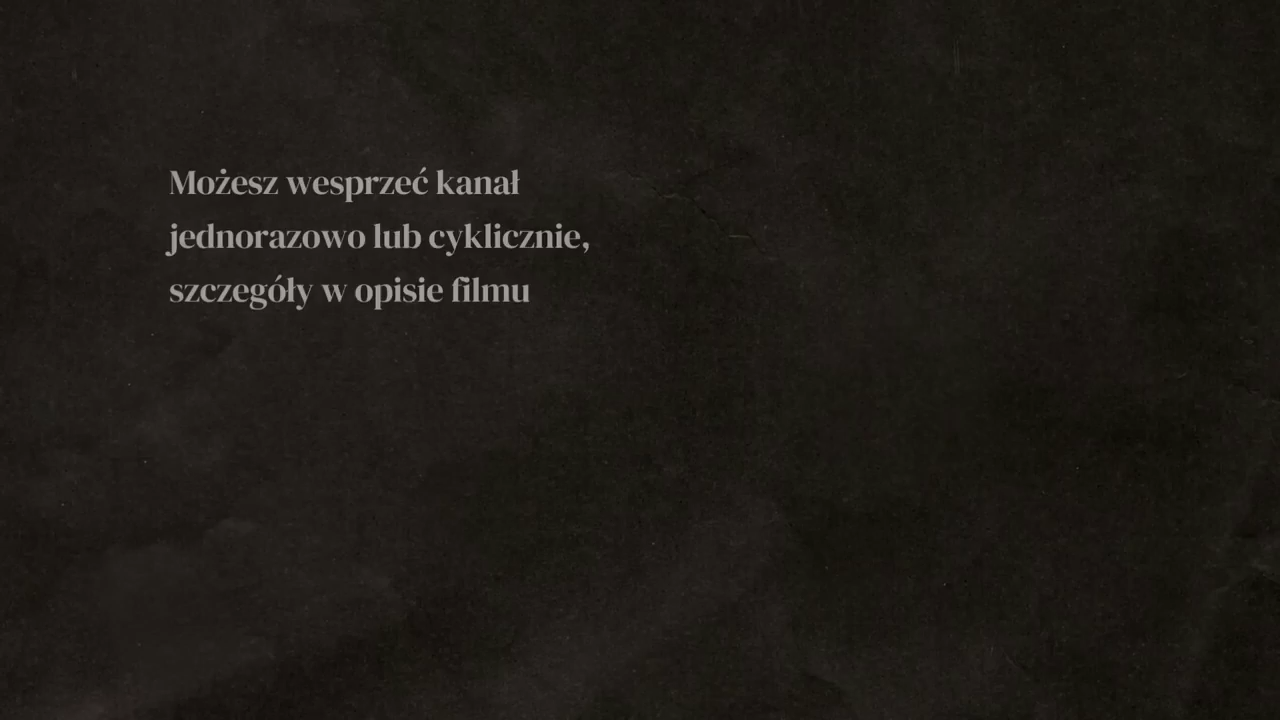 Możesz wesprzeć kanał
jednorazowo lub cyklicznie,
szczegóły w opisie filmu